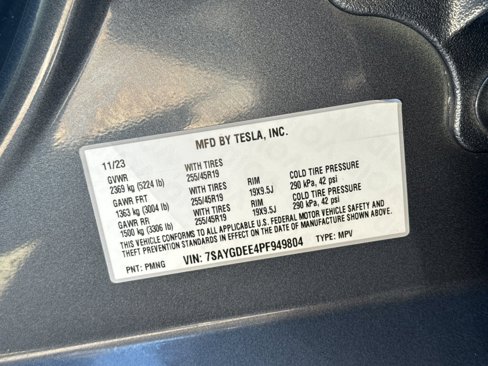 MFD BY TESLA, INC.
11/23
GVWR WITH TIRES
2369 kg (5224 lb) 255/45R19 RIM COLD TIRE PRESSURE
GAWR FRT WITH TIRES 19X9.5J 290 kPa, 42 psi
1363 kg (3004 lb) 255/45R19 RIM COLD TIRE PRESSURE
GAWR RR WITH TIRES 19X9.5J 290 kPa, 42 psi
1500 kg (3306 lb) 255/45R19
THIS VEHICLE CONFORMS TO ALL APPLICABLE U.S. FEDERAL MOTOR VEHICLE SAFETY AND
THEFT PREVENTION STANDARDS IN EFFECT ON THE DATE OF MANUFACTURE SHOWN ABOVE.
PNT: PMNG VIN: 7SAYGDEE4PF949804 TYPE: MPV